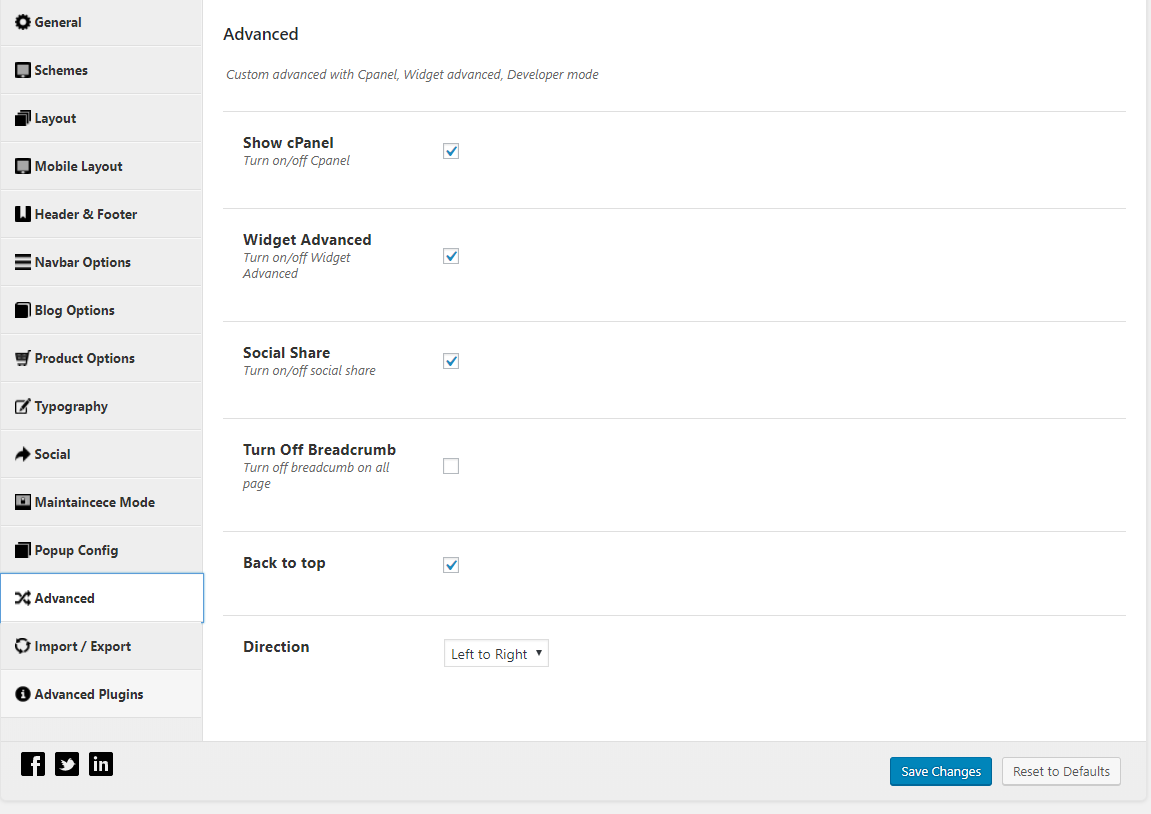 General
Schemes
Layout
Mobile Layout
Header & Footer
Navbar Options
Blog Options
Product Options
Typography
Social
Maintaincece Mode
Popup Config
Advanced
Import / Export
Advanced Plugins
Advanced
Custom advanced with Cpanel, Widget advanced, Developer mode
Show cPanel
Turn on/off Cpanel
Widget Advanced
Turn on/off Widget
Advanced
Social Share
Turn on/off social share
Turn Off Breadcrumb
Turn off breadcumb on all
page
Back to top
Direction
Left to Right
Save Changes
Reset to Defaults